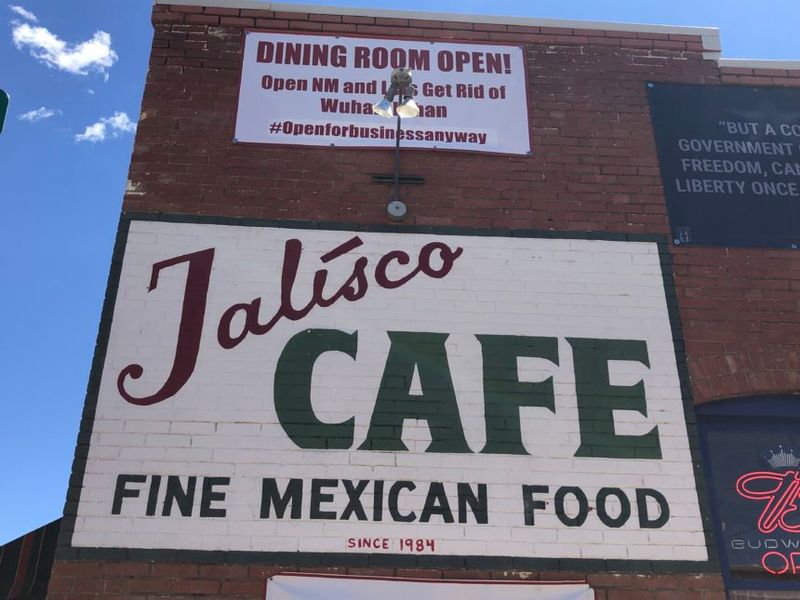 DINING ROOM OPEN!
Open NM and Get Rid of
#Openforbusinessanyway
"BUT A
GOVERNMENT
FREEDOM,
LIBERTY ONCE
Jalísco
CAFE
FINE MEXICAN FOOD
SINCE 1984